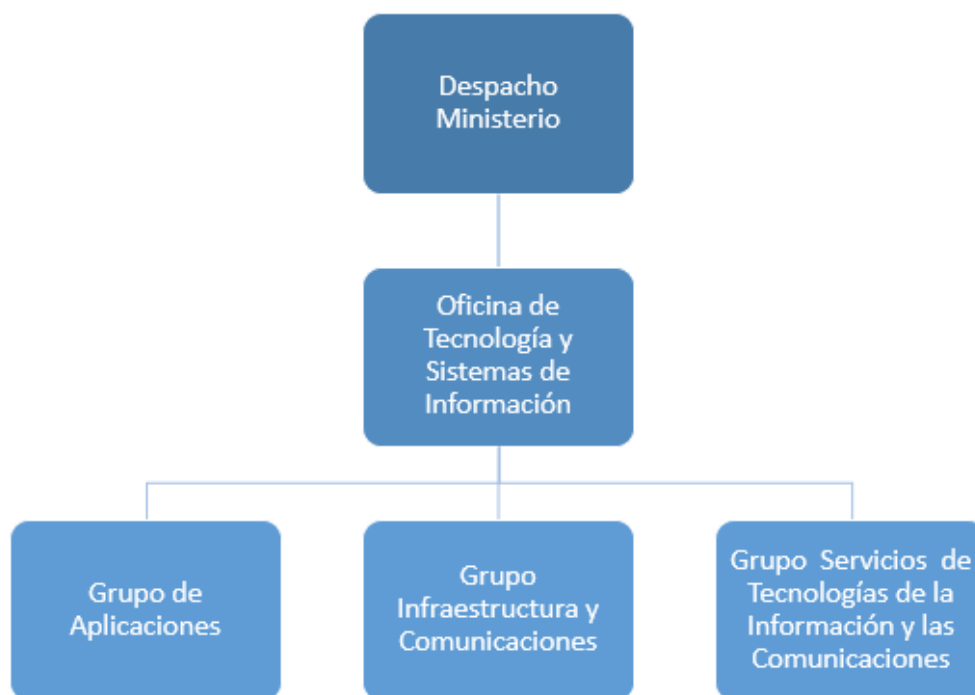 Despacho
Ministerio
Oficina de
Tecnología y
Sistemas de
Información
Grupo de
Aplicaciones
Grupo
Infraestructura y
Comunicaciones
Grupo Servicios de
Tecnologías de la
Información y las
Comunicaciones